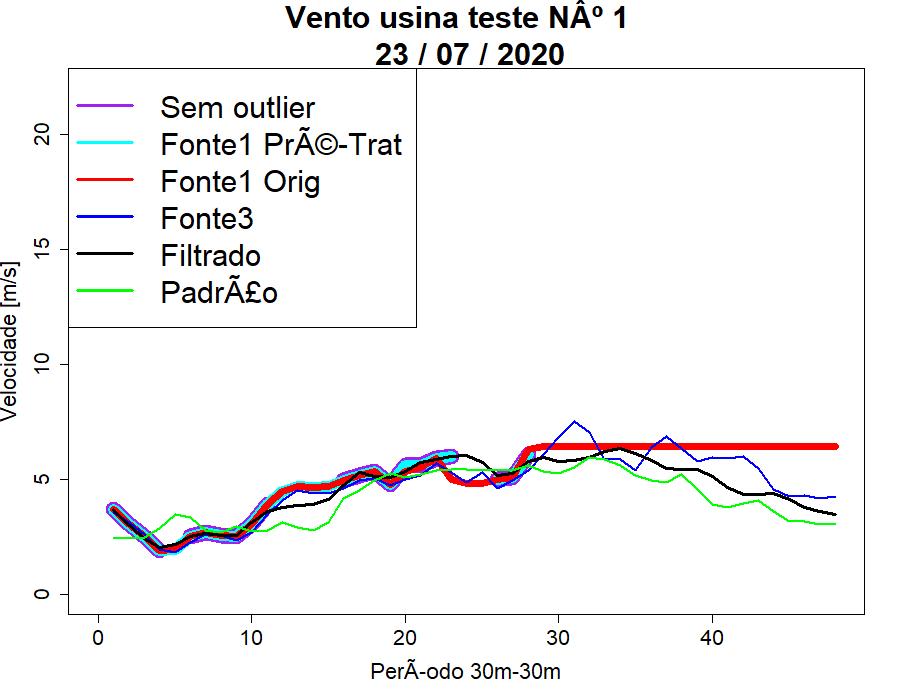 Vento usina teste NÂº 1
23 / 07 / 2020
Sem outlier
Fonte1 PrÃ©-Trat
Fonte1 Orig
Fonte3
Filtrado
PadrÃ£o
Velocidade [m/s]
20
15
10
5
0
0 10 20 30 40
PerÃ-odo 30m-30m